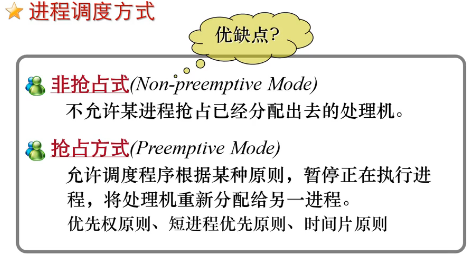 进程调度方式
优缺点?
非抢占式(Non-preemptive Mode)
不允许某进程抢占已经分配出去的处理机。
抢占方式(Preemptive Mode)
允许调度程序根据某种原则，暂停正在执行进
程，将处理机重新分配给另一进程。
优先权原则、短进程优先原则、时间片原则